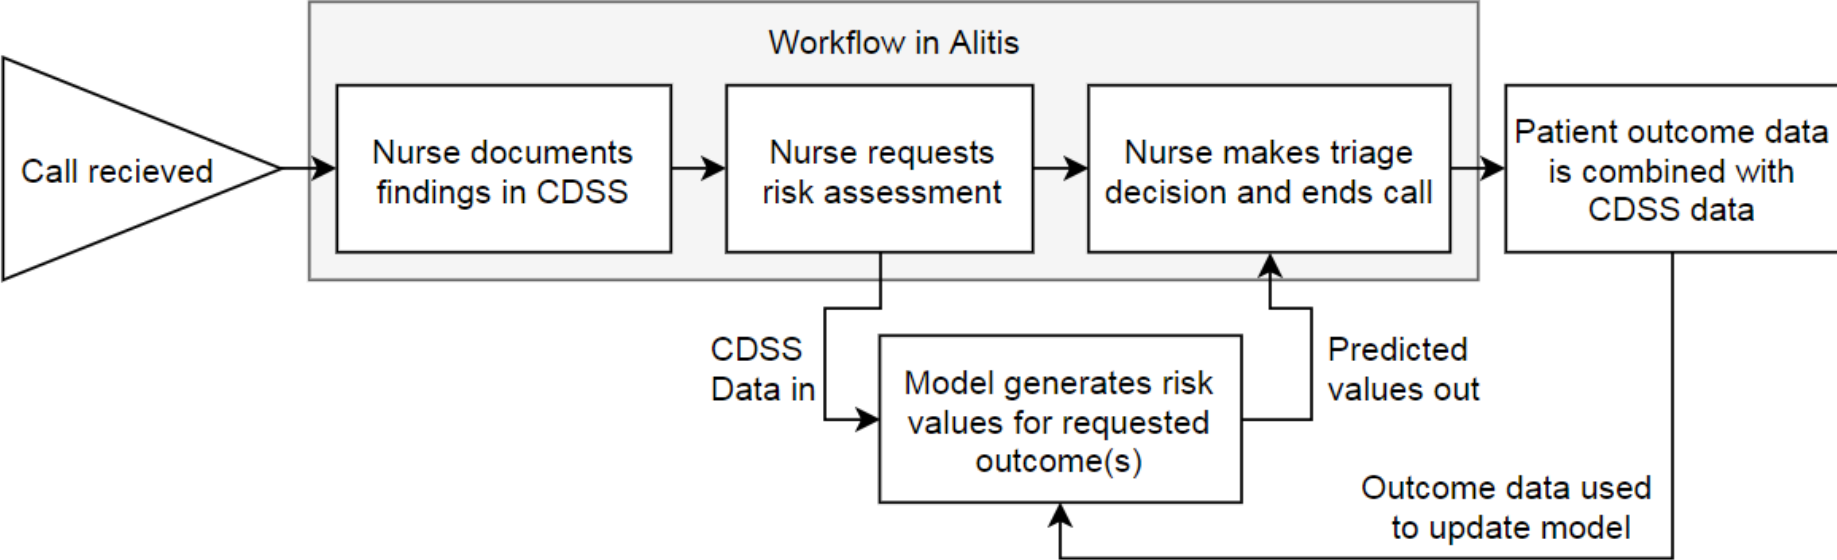 Workflow in Alitis
Call recieved
Nurse documents
findings in CDSS
Nurse requests
risk assessment
Nurse makes triage
decision and ends call
Patient outcome data
is combined with
CDSS data
CDSS
Data in
Model generates risk
values for requested
outcome(s)
Predicted
values out
Outcome data used
to update model